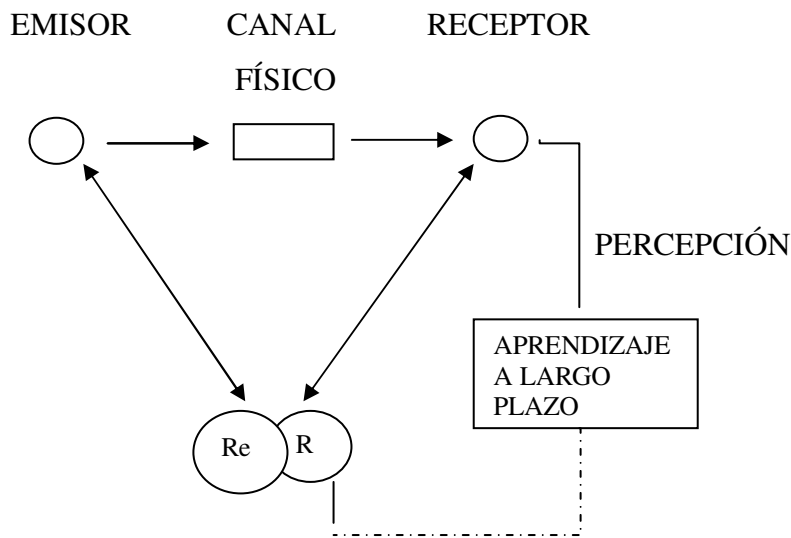 EMISOR CANAL RECEPTOR
FÍSICO
PERCEPCIÓN
APRENDIZAJE
A LARGO
PLAZO
Re R